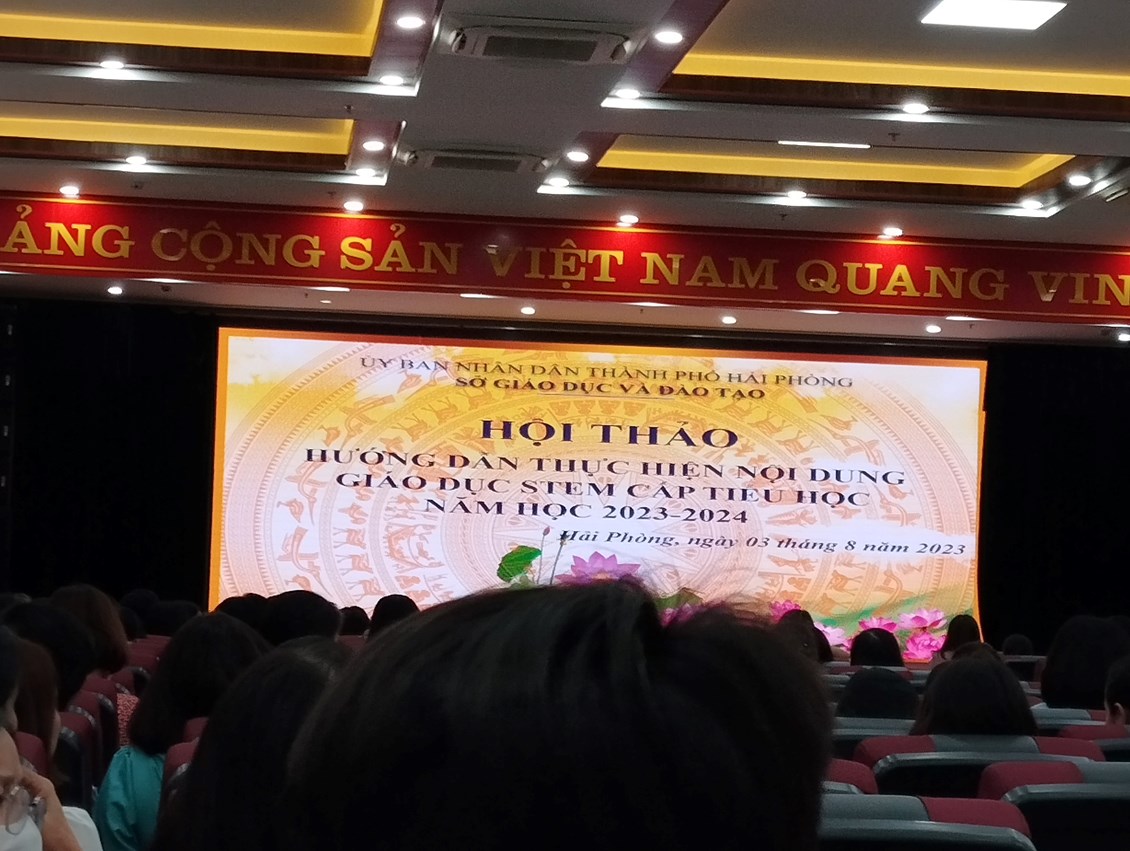 ẢNG CỘNG SẢN VIỆT NAM QUANG VIN
ỦY BAN NHÂN DÂN THÀNH PHỐ HẢI PHÒNG
SỞ GIÁO DỤC VÀ ĐÀO TẠO
HỘI THẢO
HƯỚNG DẪN THỰC HIỆN NỘI DUNG
GIÁO DỤC STEM CẤP TIỂU HỌC
NĂM HỌC 2023-2024
Hải Phòng, ngày 03 tháng 8 năm 2023